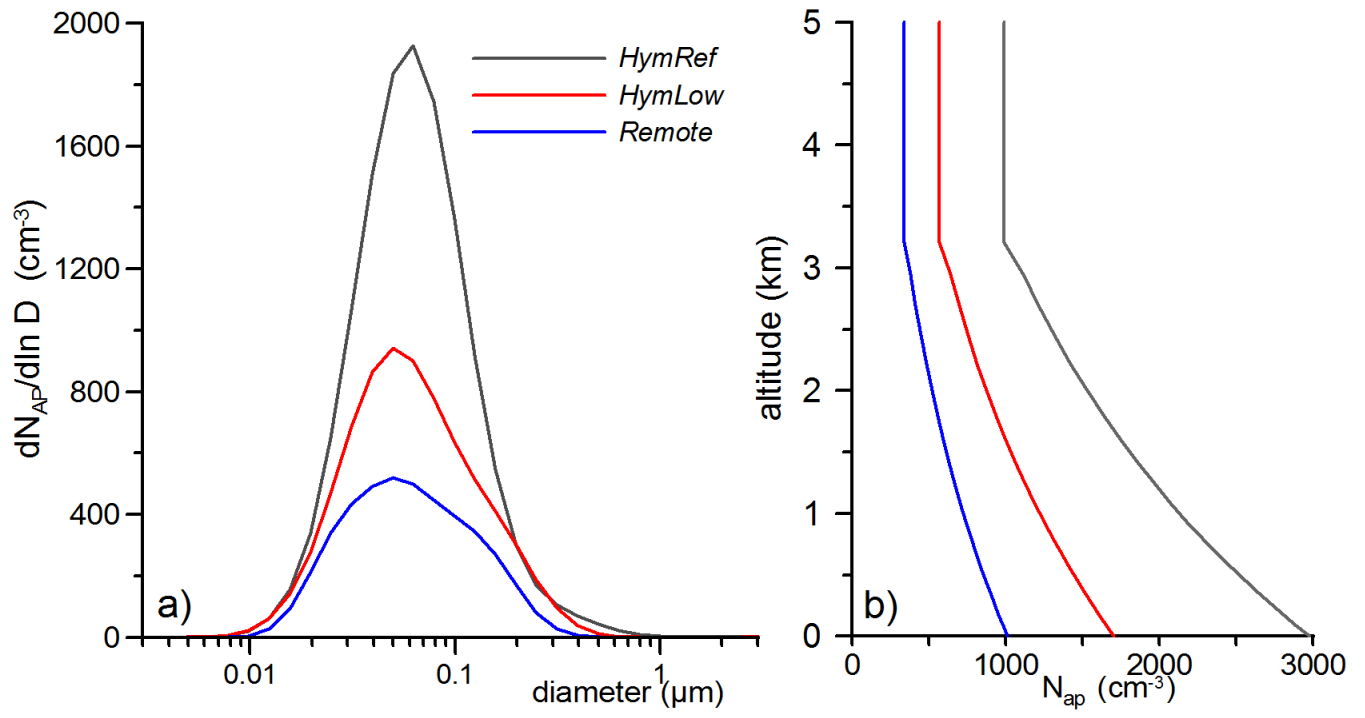 2000
1600
1200
800
400
0
dN_AP/dln D (cm⁻³)
HymRef
HymLow
Remote
a)
0.01
0.1
1
diameter (µm)
5
4
3
2
1
0
altitude (km)
b)
0
1000
2000
3000
N_ap (cm⁻³)